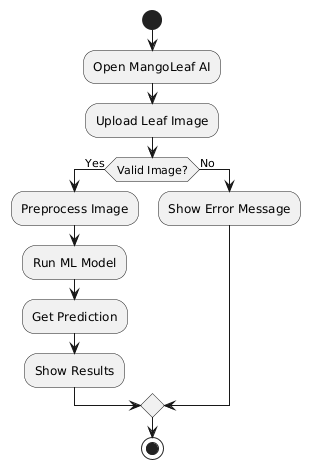 Open MangoLeaf AI
Upload Leaf Image
Valid Image?
Yes
No
Preprocess Image
Show Error Message
Run ML Model
Get Prediction
Show Results